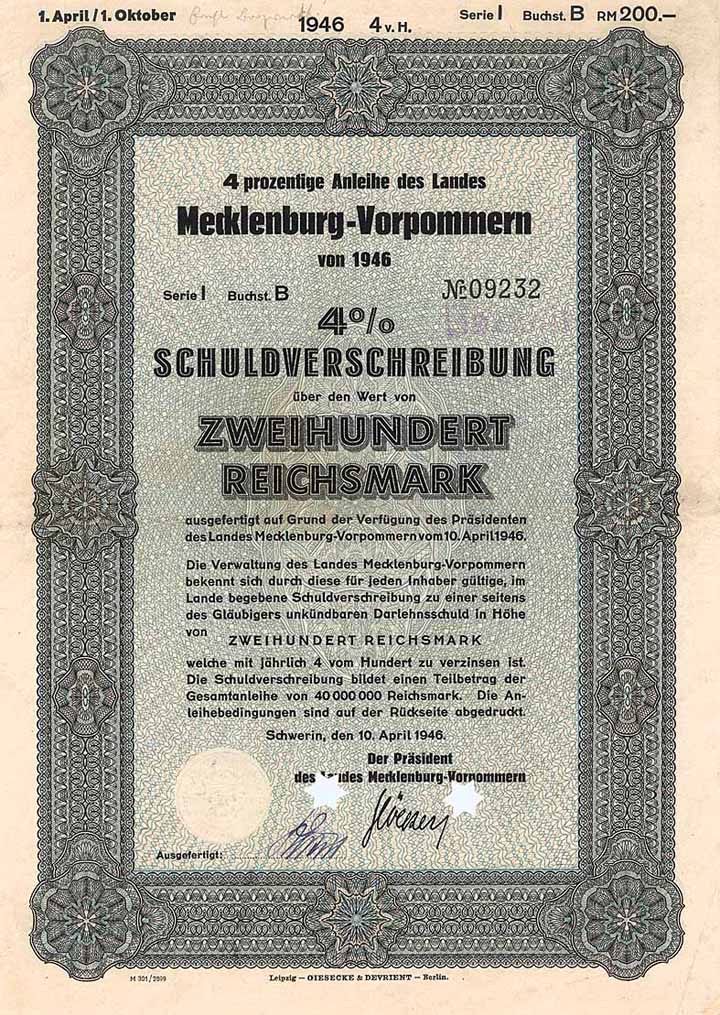 1. April / 1. Oktober 1946 4 v. H. Serie I Buchst. B RM 200.—
4 prozentige Anleihe des Landes
Mecklenburg-Vorpommern
von 1946
Serie I Buchst. B № 09232
4%
SCHULDVERSCHREIBUNG
über den Wert von
ZWEIHUNDERT
REICHSMARK
ausgefertigt auf Grund der Verfügung des Präsidenten
des Landes Mecklenburg-Vorpommern vom 10. April 1946.
Die Verwaltung des Landes Mecklenburg-Vorpommern
bekennt sich durch diese für jeden Inhaber gültige, im
Lande begebene Schuldverschreibung zu einer seitens
des Gläubigers unkündbaren Darlehnsschuld in Höhe
von ZWEIHUNDERT REICHSMARK
welche mit jährlich 4 vom Hundert zu verzinsen ist.
Die Schuldverschreibung bildet einen Teilbetrag der
Gesamtanleihe von 40 000 000 Reichsmark. Die An-
leihebedingungen sind auf der Rückseite abgedruckt.
Schwerin, den 10. April 1946.
Der Präsident
des Landes Mecklenburg-Vorpommern
Ausgefertigt:
M 301 / 2999
Leipzig — GIESECKE & DEVRIENT — Berlin.